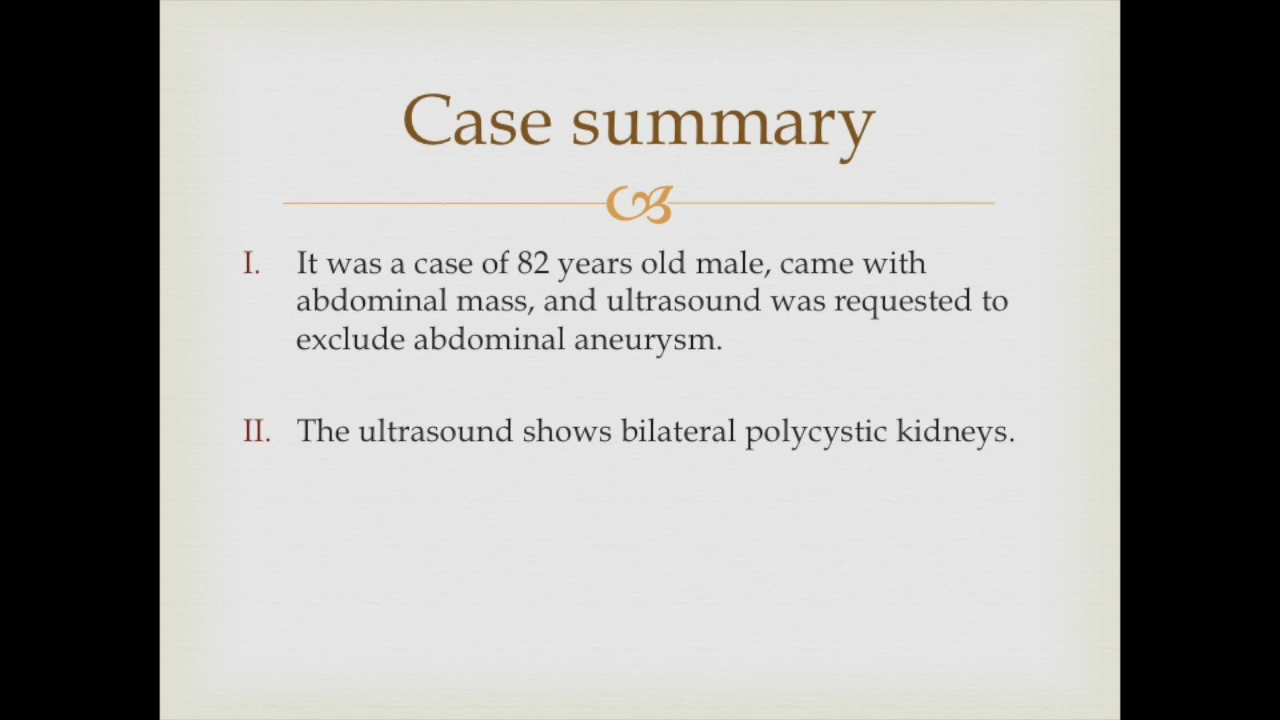 Case summary
I. It was a case of 82 years old male, came with
abdominal mass, and ultrasound was requested to
exclude abdominal aneurysm.
II. The ultrasound shows bilateral polycystic kidneys.